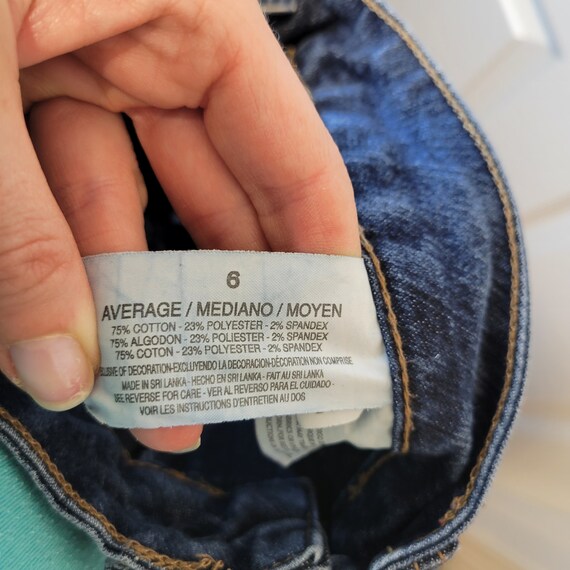 6
AVERAGE / MEDIANO / MOYEN
75% COTTON - 23% POLYESTER - 2% SPANDEX
75% ALGODON - 23% POLIESTER - 2% SPANDEX
75% COTON - 23% POLYESTER - 2% SPANDEX
OF DECORATION-EXCLUYENDO LA DECORACION-DÉCORATION NON COMPRISE
MADE IN SRI LANKA - HECHO EN SRI LANKA - FAIT AU SRI LANKA
SEE REVERSE FOR CARE - VER AL REVERSO PARA EL CUIDADO -
VOIR LES INSTRUCTIONS D'ENTRETIEN AU DOS